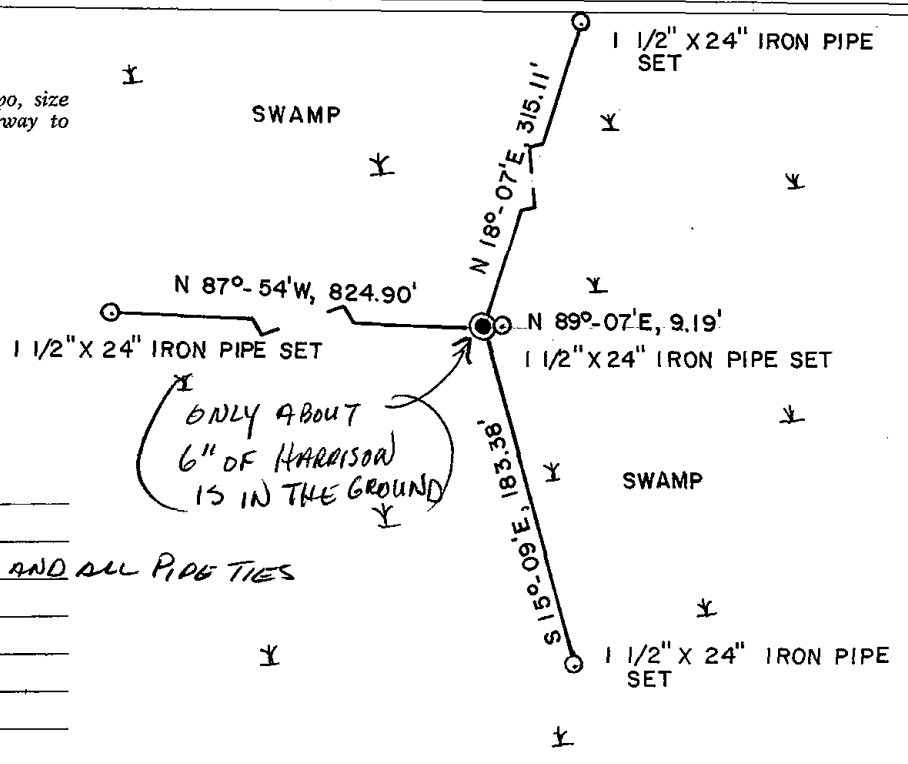 1 1/2" X 24" IRON PIPE
SET
size
way to
SWAMP
N 18°-07'E, 315.11'
N 87°-54'W, 824.90'
N 89°-07'E, 9.19'
1 1/2" X 24" IRON PIPE SET
1 1/2" X 24" IRON PIPE SET
ONLY ABOUT
6" OF HARRISON
IS IN THE GROUND
S 15°-09'E, 183.38'
SWAMP
AND ALL PIPE TIES
1 1/2" X 24" IRON PIPE
SET